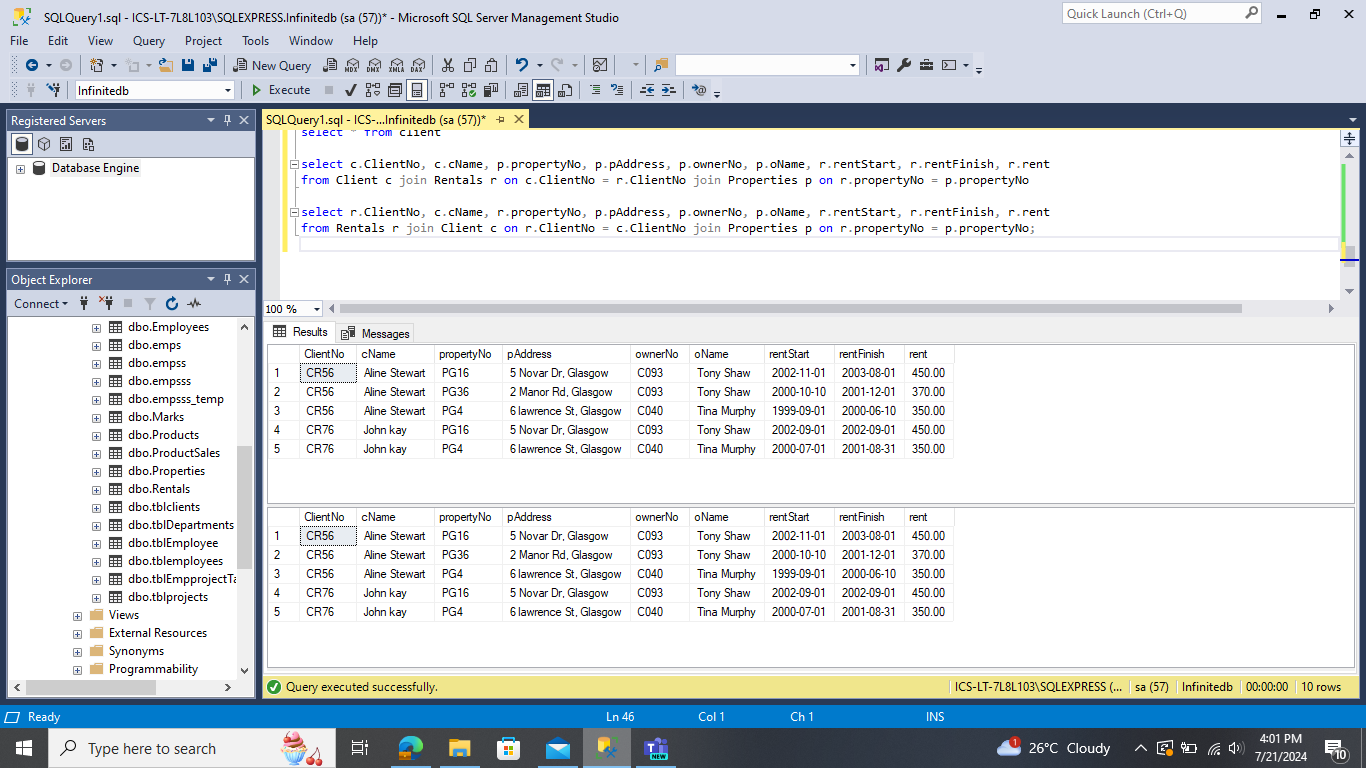 SQLQuery1.sql - ICS-LT-7L8L103\SQLEXPRESS.Infinitedb (sa (57))* - Microsoft SQL Server Management Studio
Quick Launch (Ctrl+Q)
File Edit View Query Project Tools Window Help
New Query MDX DMX XMLA DAX
Infinitedb Execute
Registered Servers
Database Engine
Object Explorer
Connect
dbo.Employees
dbo.emps
dbo.empss
dbo.empsss
dbo.empsss_temp
dbo.Marks
dbo.Products
dbo.ProductSales
dbo.Properties
dbo.Rentals
dbo.tblclients
dbo.tblDepartments
dbo.tblEmployee
dbo.tblemployees
dbo.tblEmpprojectTa
dbo.tblprojects
Views
External Resources
Synonyms
Programmability
SQLQuery1.sql - ICS-...Infinitedb (sa (57))*
select * from client
select c.ClientNo, c.cName, p.propertyNo, p.pAddress, p.ownerNo, p.oName, r.rentStart, r.rentFinish, r.rent
from Client c join Rentals r on c.ClientNo = r.ClientNo join Properties p on r.propertyNo = p.propertyNo
select r.ClientNo, c.cName, r.propertyNo, p.pAddress, p.ownerNo, p.oName, r.rentStart, r.rentFinish, r.rent
from Rentals r join Client c on r.ClientNo = c.ClientNo join Properties p on r.propertyNo = p.propertyNo;
100 %
Results Messages
ClientNo cName propertyNo pAddress ownerNo oName rentStart rentFinish rent
1 CR56 Aline Stewart PG16 5 Novar Dr, Glasgow C093 Tony Shaw 2002-11-01 2003-08-01 450.00
2 CR56 Aline Stewart PG36 2 Manor Rd, Glasgow C093 Tony Shaw 2000-10-10 2001-12-01 370.00
3 CR56 Aline Stewart PG4 6 lawrence St, Glasgow C040 Tina Murphy 1999-09-01 2000-06-10 350.00
4 CR76 John kay PG16 5 Novar Dr, Glasgow C093 Tony Shaw 2002-09-01 2002-09-01 450.00
5 CR76 John kay PG4 6 lawrence St, Glasgow C040 Tina Murphy 2000-07-01 2001-08-31 350.00
ClientNo cName propertyNo pAddress ownerNo oName rentStart rentFinish rent
1 CR56 Aline Stewart PG16 5 Novar Dr, Glasgow C093 Tony Shaw 2002-11-01 2003-08-01 450.00
2 CR56 Aline Stewart PG36 2 Manor Rd, Glasgow C093 Tony Shaw 2000-10-10 2001-12-01 370.00
3 CR56 Aline Stewart PG4 6 lawrence St, Glasgow C040 Tina Murphy 1999-09-01 2000-06-10 350.00
4 CR76 John kay PG16 5 Novar Dr, Glasgow C093 Tony Shaw 2002-09-01 2002-09-01 450.00
5 CR76 John kay PG4 6 lawrence St, Glasgow C040 Tina Murphy 2000-07-01 2001-08-31 350.00
Query executed successfully. ICS-LT-7L8L103\SQLEXPRESS (... sa (57) Infinitedb 00:00:00 10 rows
Ready Ln 46 Col 1 Ch 1 INS
Type here to search
NEW
1 26°C Cloudy
4:01 PM
7/21/2024
10